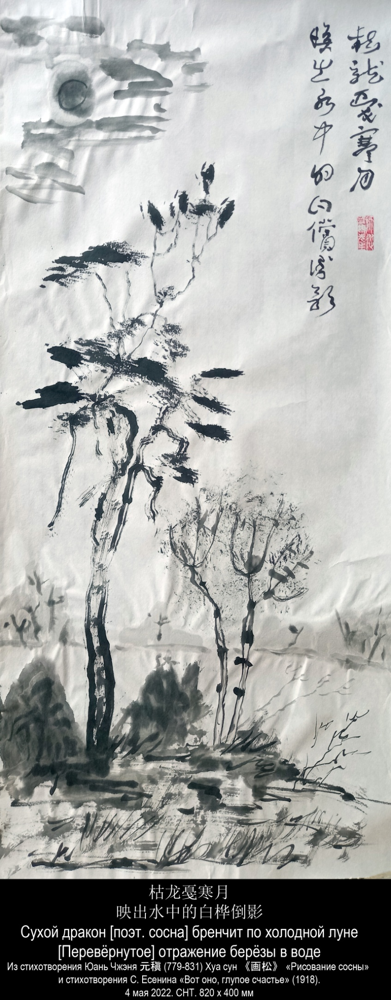 枯龍戛寒月
映出水中的白影
枯龙戛寒月
映出水中的白桦倒影
Сухой дракон [поэт. сосна] бренчит по холодной луне
[Перевёрнутое] отражение берёзы в воде
Из стихотворения Юань Чжэня 元稹 (779-831) Хуа сун 《画松》 «Рисование сосны»
и стихотворения С. Есенина «Вот оно, глупое счастье» (1918).
4 мая 2022. СНТ. 820 х 400 мм